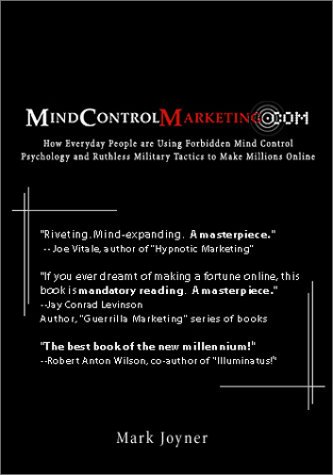 MINDCONTROLMARKETING.COM
How Everyday People are Using Forbidden Mind Control
Psychology and Ruthless Military Tactics to Make Millions Online
"Riveting. Mind-expanding. A masterpiece."
-- Joe Vitale, author of "Hypnotic Marketing"
"If you ever dreamt of making a fortune online, this
book is mandatory reading. A masterpiece."
--Jay Conrad Levinson
Author, "Guerrilla Marketing" series of books
"The best book of the new millennium!"
--Robert Anton Wilson, co-author of "Illuminatus!"
Mark Joyner